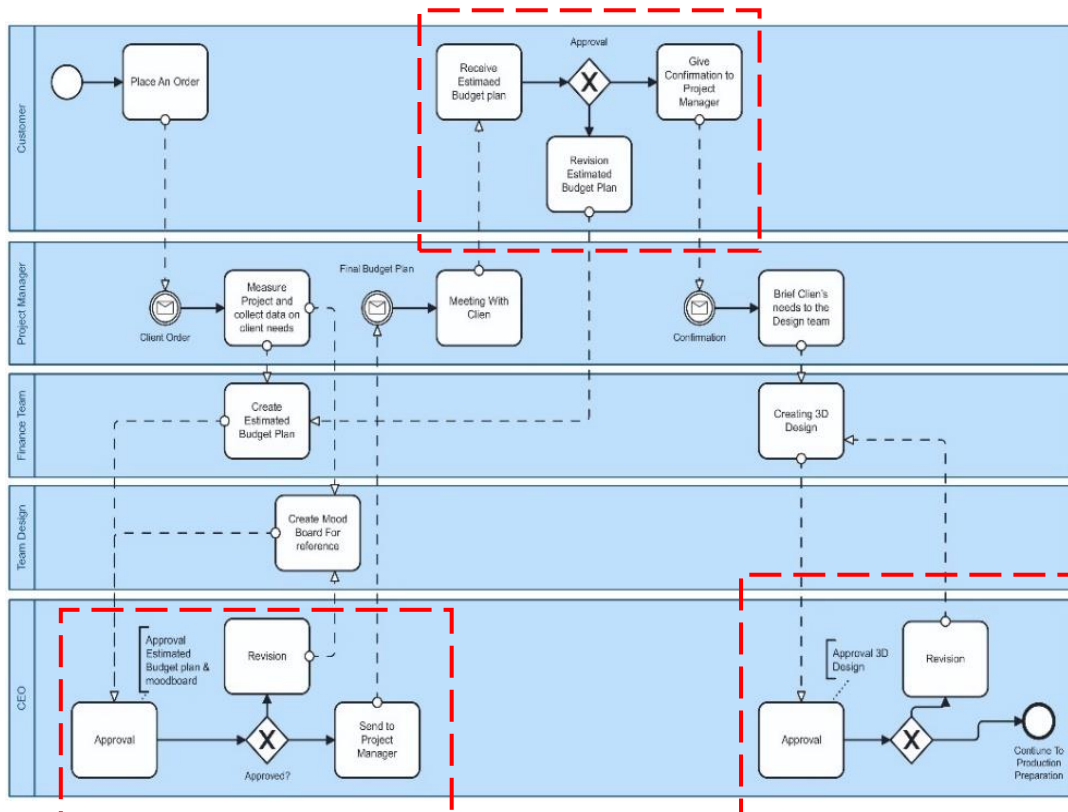 Customer
Place An Order
Receive
Estimaed
Budget plan
Approval
X
Give
Confirmation to
Project
Manager
Revision
Estimated
Budget Plan
Project Manager
Client Order
Measure
Project and
collect data on
client needs
Final Budget Plan
Meeting With
Clien
Confirmation
Brief Clien's
needs to the
Design team
Finance Team
Create
Estimated
Budget Plan
Creating 3D
Design
Team Design
Create Mood
Board For
reference
CEO
Approval
Estimated
Budget plan &
moodboard
Approval
Revision
X
Approved?
Send to
Project
Manager
Approval 3D
Design
Approval
X
Revision
Contiune To
Production
Preparation